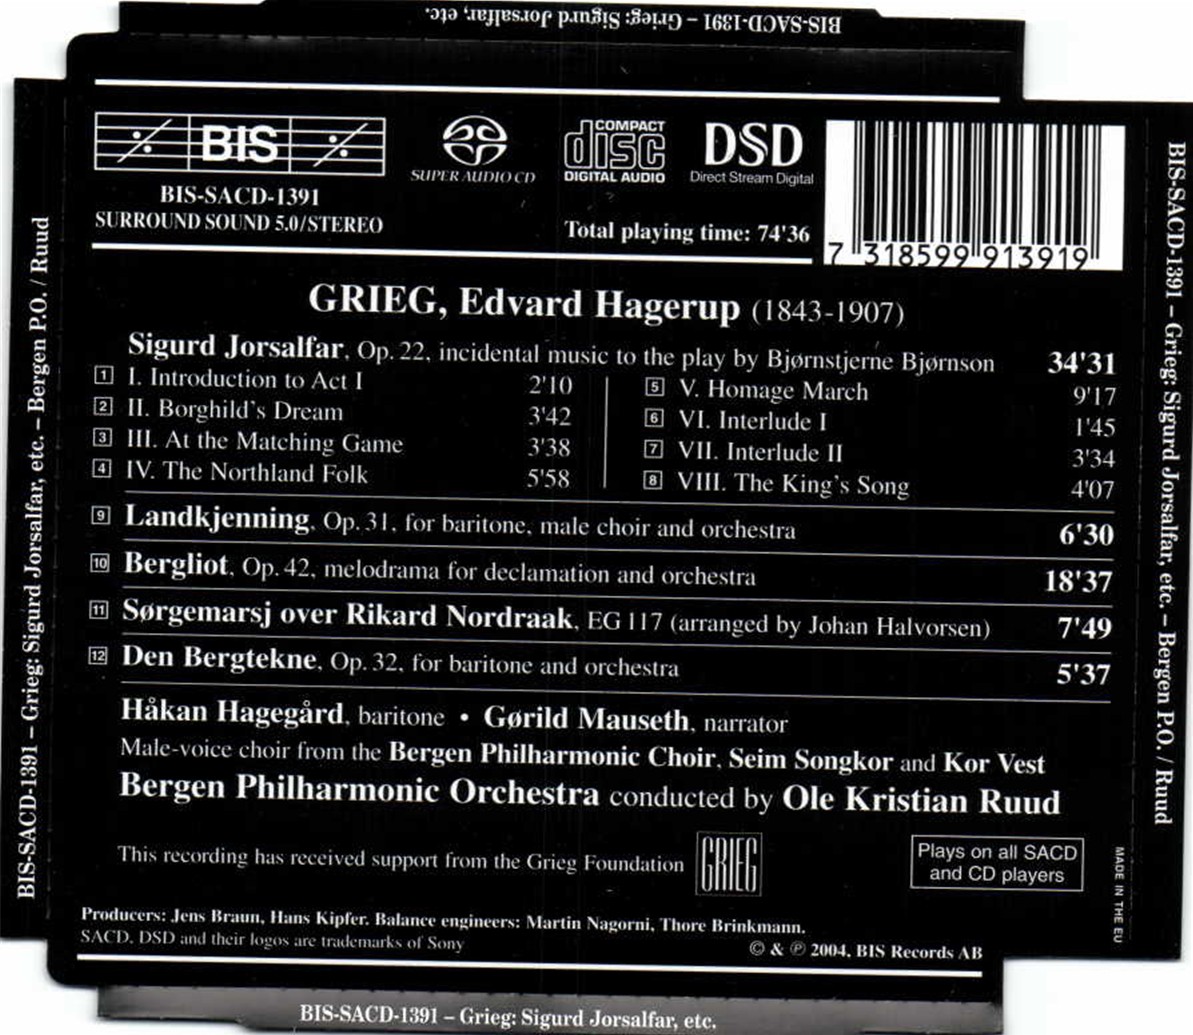 BIS-SACD-1391 – Grieg: Sigurd Jorsalfar, etc.
BIS
BIS-SACD-1391
SURROUND SOUND 5.0/STEREO
SUPER AUDIO CD
COMPACT
disc
DIGITAL AUDIO
DSD
Direct Stream Digital
Total playing time: 74'36
7 318599 913919
GRIEG, Edvard Hagerup (1843-1907)
Sigurd Jorsalfar, Op. 22, incidental music to the play by Bjørnstjerne Bjørnson 34'31
1 I. Introduction to Act I 2'10
2 II. Borghild's Dream 3'42
3 III. At the Matching Game 3'38
4 IV. The Northland Folk 5'58
5 V. Homage March 9'17
6 VI. Interlude I 1'45
7 VII. Interlude II 3'34
8 VIII. The King's Song 4'07
9 Landkjenning, Op. 31, for baritone, male choir and orchestra 6'30
10 Bergliot, Op. 42, melodrama for declamation and orchestra 18'37
11 Sørgemarsj over Rikard Nordraak, EG 117 (arranged by Johan Halvorsen) 7'49
12 Den Bergtekne, Op. 32, for baritone and orchestra 5'37
Håkan Hagegård, baritone • Gørild Mauseth, narrator
Male-voice choir from the Bergen Philharmonic Choir, Seim Songkor and Kor Vest
Bergen Philharmonic Orchestra conducted by Ole Kristian Ruud
This recording has received support from the Grieg Foundation
GRIEG
Plays on all SACD
and CD players
MADE IN THE EU
Producers: Jens Braun, Hans Kipfer. Balance engineers: Martin Nagorni, Thore Brinkmann.
SACD, DSD and their logos are trademarks of Sony
© & ℗ 2004, BIS Records AB
BIS-SACD-1391 – Grieg: Sigurd Jorsalfar, etc. – Bergen P.O. / Ruud
BIS-SACD-1391 – Grieg: Sigurd Jorsalfar, etc. – Bergen P.O. / Ruud
BIS-SACD-1391 – Grieg: Sigurd Jorsalfar, etc.